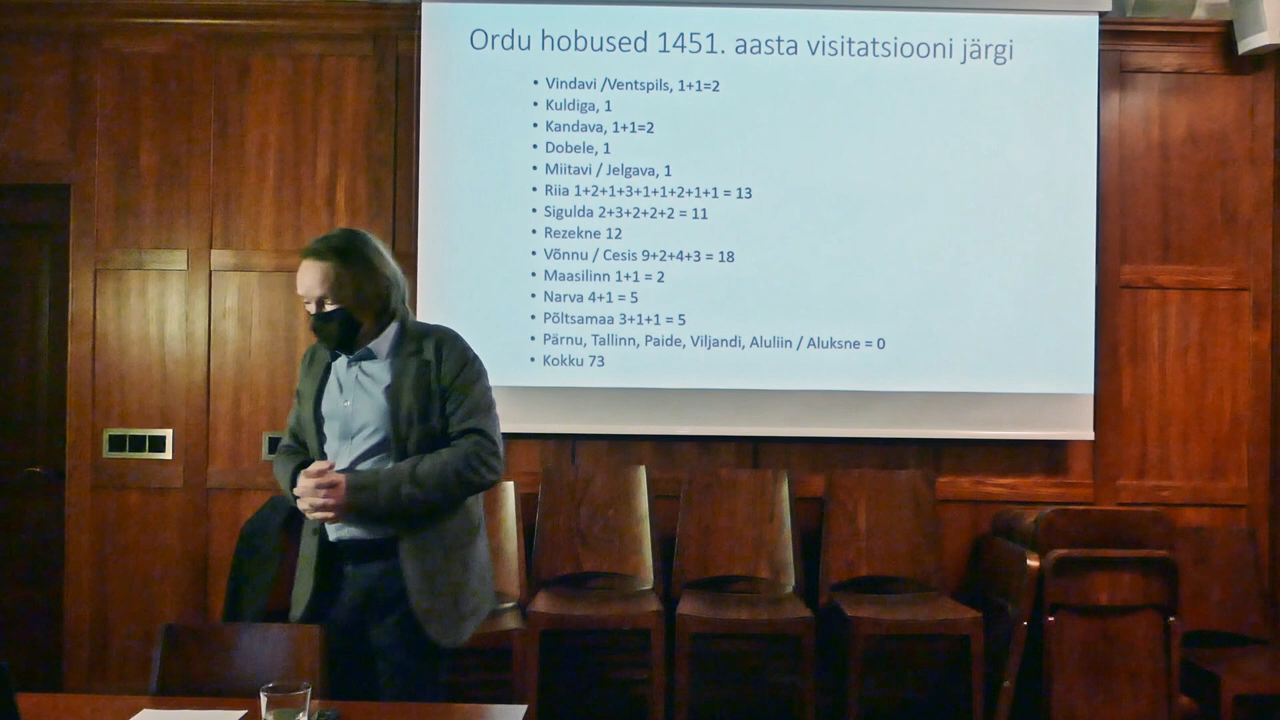 Ordu hobused 1451. aasta visitatsiooni järgi
• Vindavi /Ventspils, 1+1=2
• Kuldiga, 1
• Kandava, 1+1=2
• Dobele, 1
• Miitavi / Jelgava, 1
• Riia 1+2+1+3+1+1+2+1+1 = 13
• Sigulda 2+3+2+2+2 = 11
• Rezekne 12
• Võnnu / Cesis 9+2+4+3 = 18
• Maasilinn 1+1 = 2
• Narva 4+1 = 5
• Põltsamaa 3+1+1 = 5
• Pärnu, Tallinn, Paide, Viljandi, Aluliin / Aluksne = 0
• Kokku 73